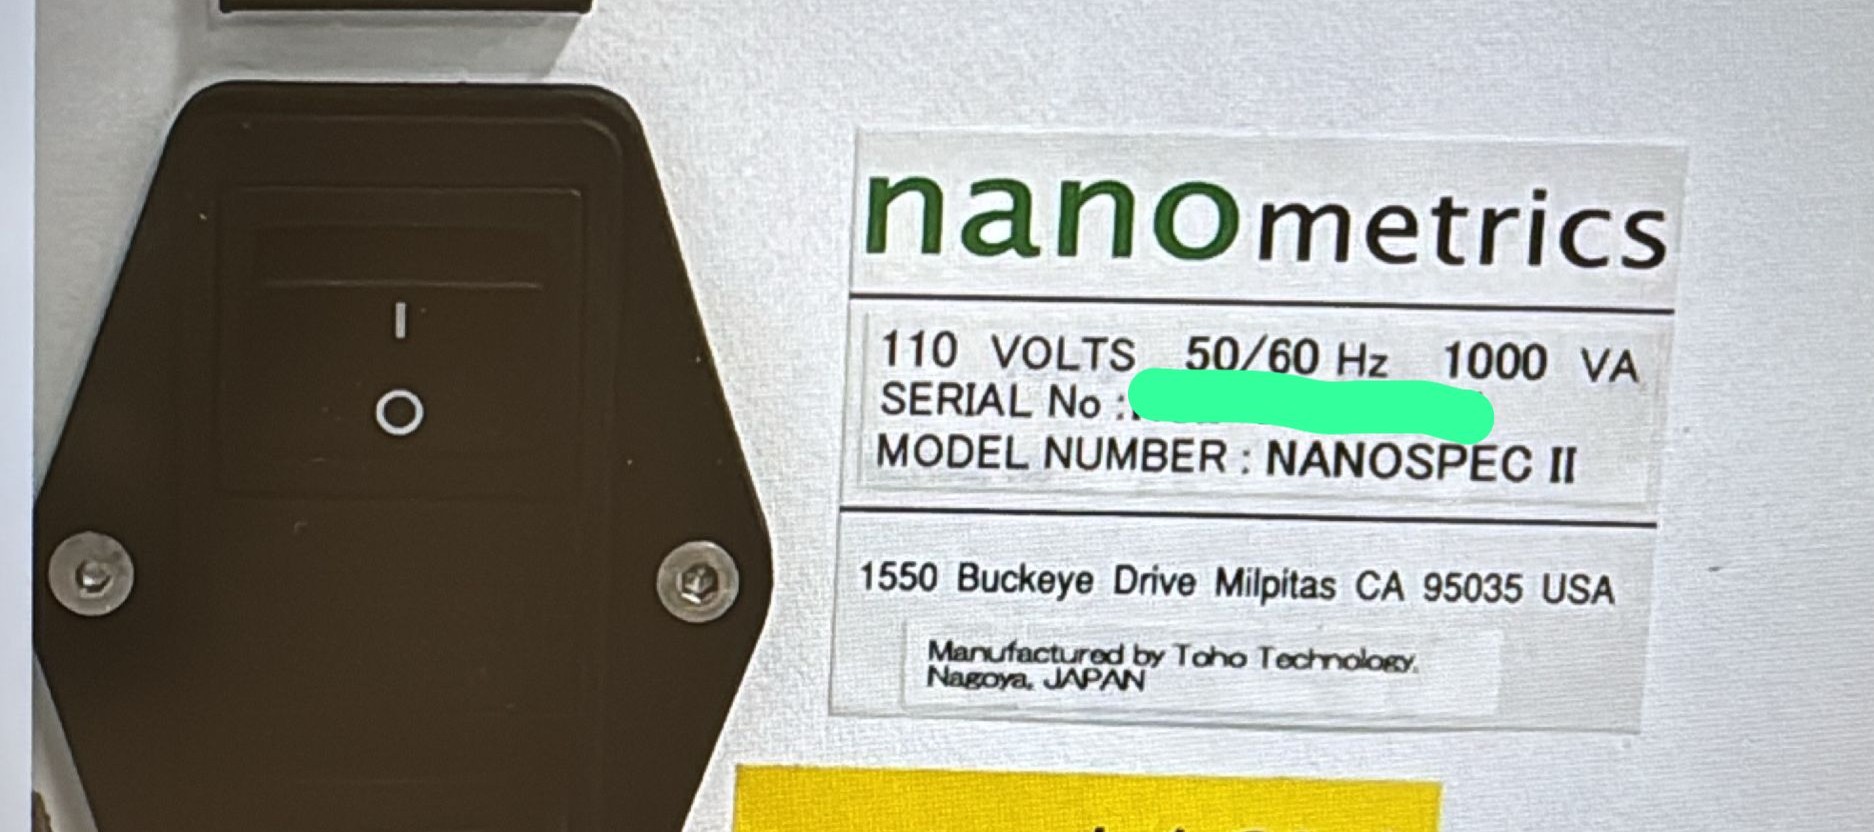 nanometrics
110 VOLTS 50/60 Hz 1000 VA
SERIAL No :
MODEL NUMBER : NANOSPEC II
1550 Buckeye Drive Milpitas CA 95035 USA
Manufactured by Toho Technology.
Nagoya, JAPAN
I
O